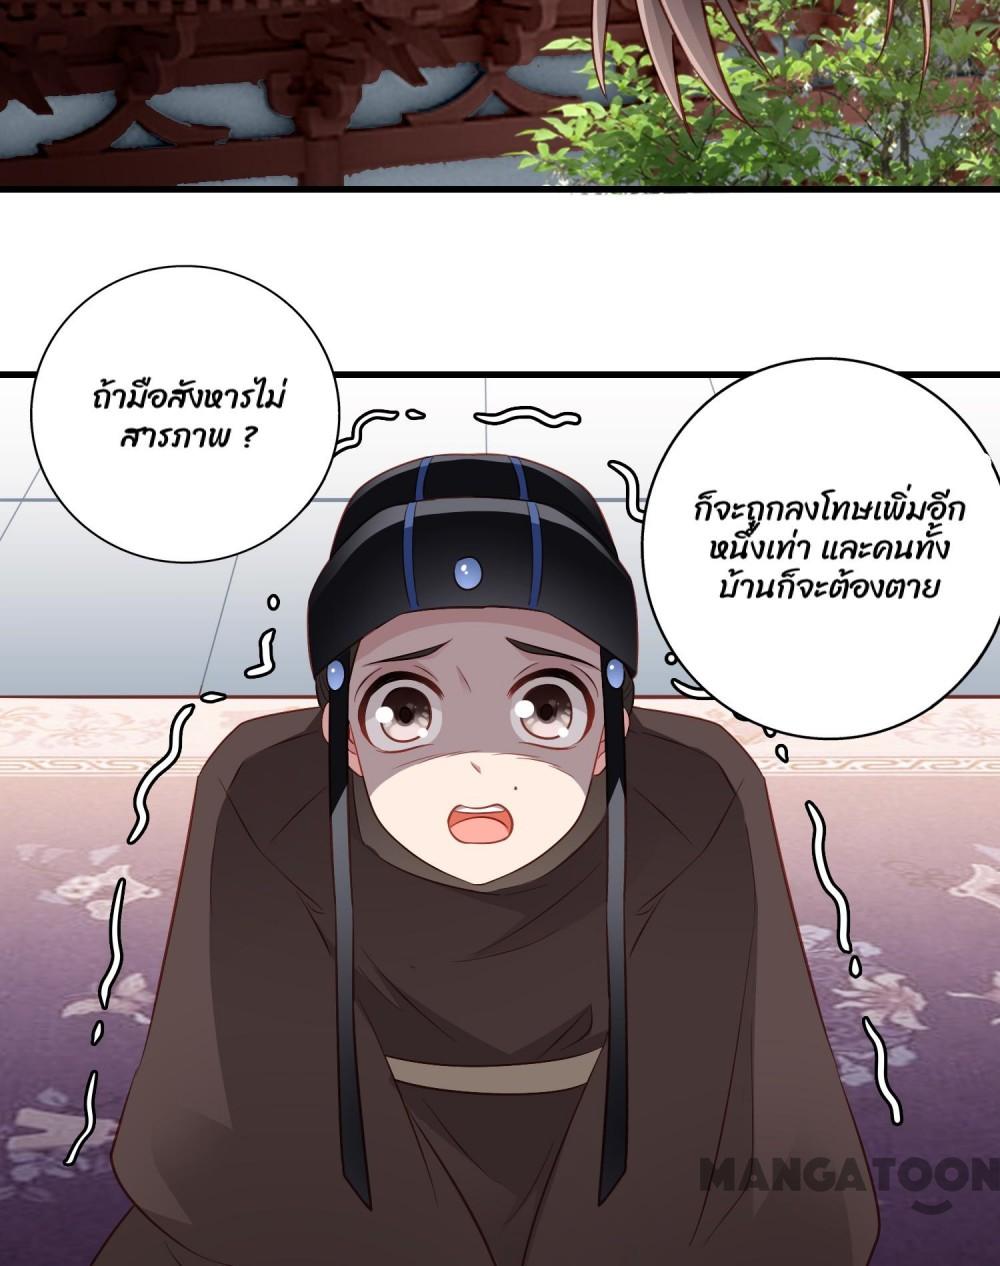 ถ้ามือสังหารไม่
สารภาพ ?
ก็จะถูกลงโทษเพิ่มอีก
หนึ่งเท่า และคนทั้ง
บ้านก็จะต้องตาย
MANGATOON